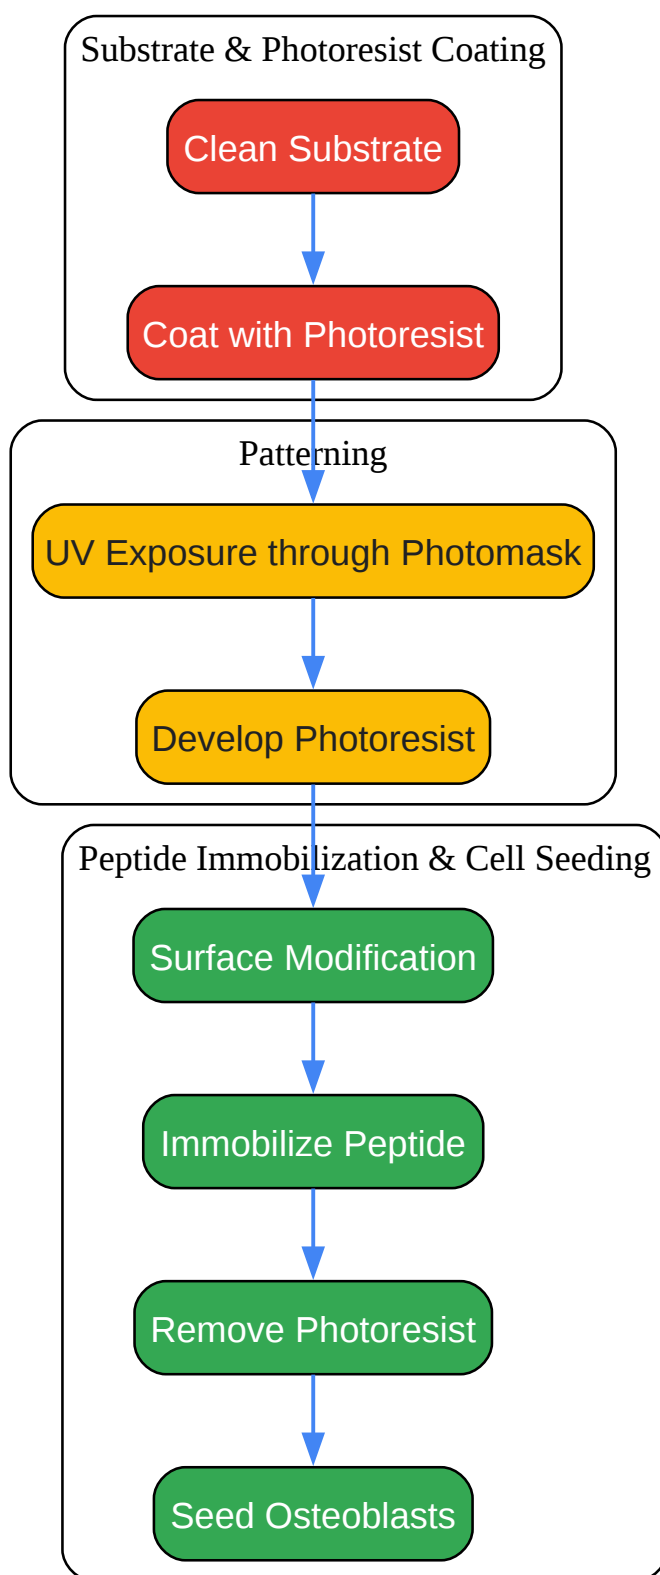 Substrate & Photoresist Coating
Clean Substrate
Coat with Photoresist
Patterning
UV Exposure through Photomask
Develop Photoresist
Peptide Immobilization & Cell Seeding
Surface Modification
Immobilize Peptide
Remove Photoresist
Seed Osteoblasts